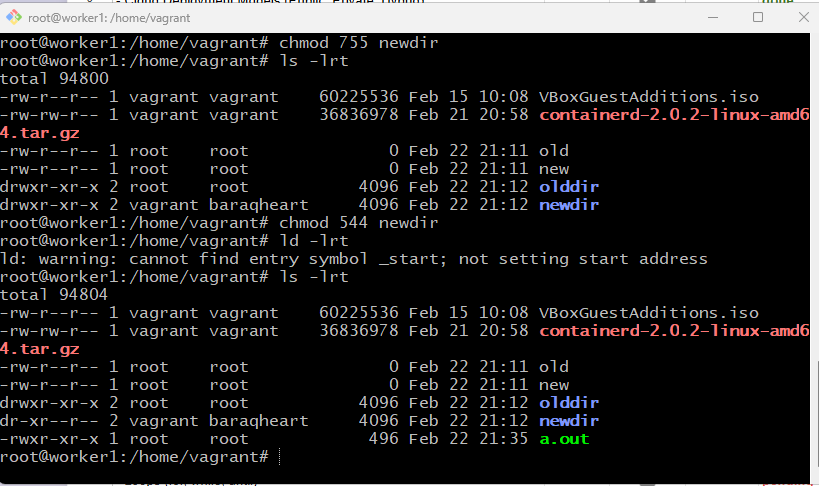 root@worker1: /home/vagrant
root@worker1:/home/vagrant# chmod 755 newdir
root@worker1:/home/vagrant# ls -lrt
total 94800
-rw-r--r-- 1 vagrant vagrant    60225536 Feb 15 10:08 VBoxGuestAdditions.iso
-rw-rw-r-- 1 vagrant vagrant    36836978 Feb 21 20:58 containerd-2.0.2-linux-amd6
4.tar.gz
-rw-r--r-- 1 root    root              0 Feb 22 21:11 old
-rw-r--r-- 1 root    root              0 Feb 22 21:11 new
drwxr-xr-x 2 root    root           4096 Feb 22 21:12 olddir
drwxr-xr-x 2 vagrant baraqheart     4096 Feb 22 21:12 newdir
root@worker1:/home/vagrant# chmod 544 newdir
root@worker1:/home/vagrant# ld -lrt
ld: warning: cannot find entry symbol _start; not setting start address
root@worker1:/home/vagrant# ls -lrt
total 94804
-rw-r--r-- 1 vagrant vagrant    60225536 Feb 15 10:08 VBoxGuestAdditions.iso
-rw-rw-r-- 1 vagrant vagrant    36836978 Feb 21 20:58 containerd-2.0.2-linux-amd6
4.tar.gz
-rw-r--r-- 1 root    root              0 Feb 22 21:11 old
-rw-r--r-- 1 root    root              0 Feb 22 21:11 new
drwxr-xr-x 2 root    root           4096 Feb 22 21:12 olddir
dr-xr--r-- 2 vagrant baraqheart     4096 Feb 22 21:12 newdir
-rwxr-xr-x 1 root    root            496 Feb 22 21:35 a.out
root@worker1:/home/vagrant#